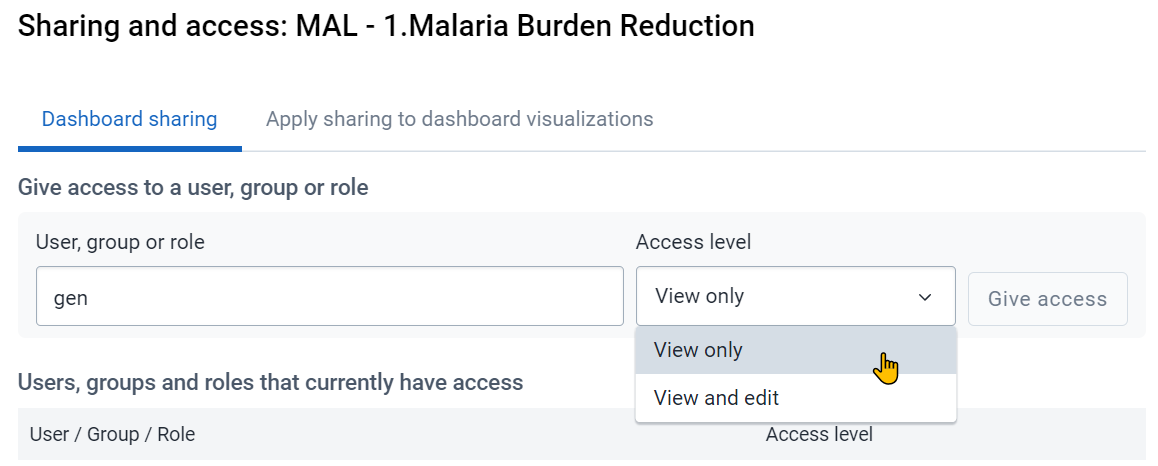 Sharing and access: MAL - 1.Malaria Burden Reduction
Dashboard sharing Apply sharing to dashboard visualizations
Give access to a user, group or role
User, group or role Access level
gen View only Give access
View only
View and edit
Users, groups and roles that currently have access
User / Group / Role Access level